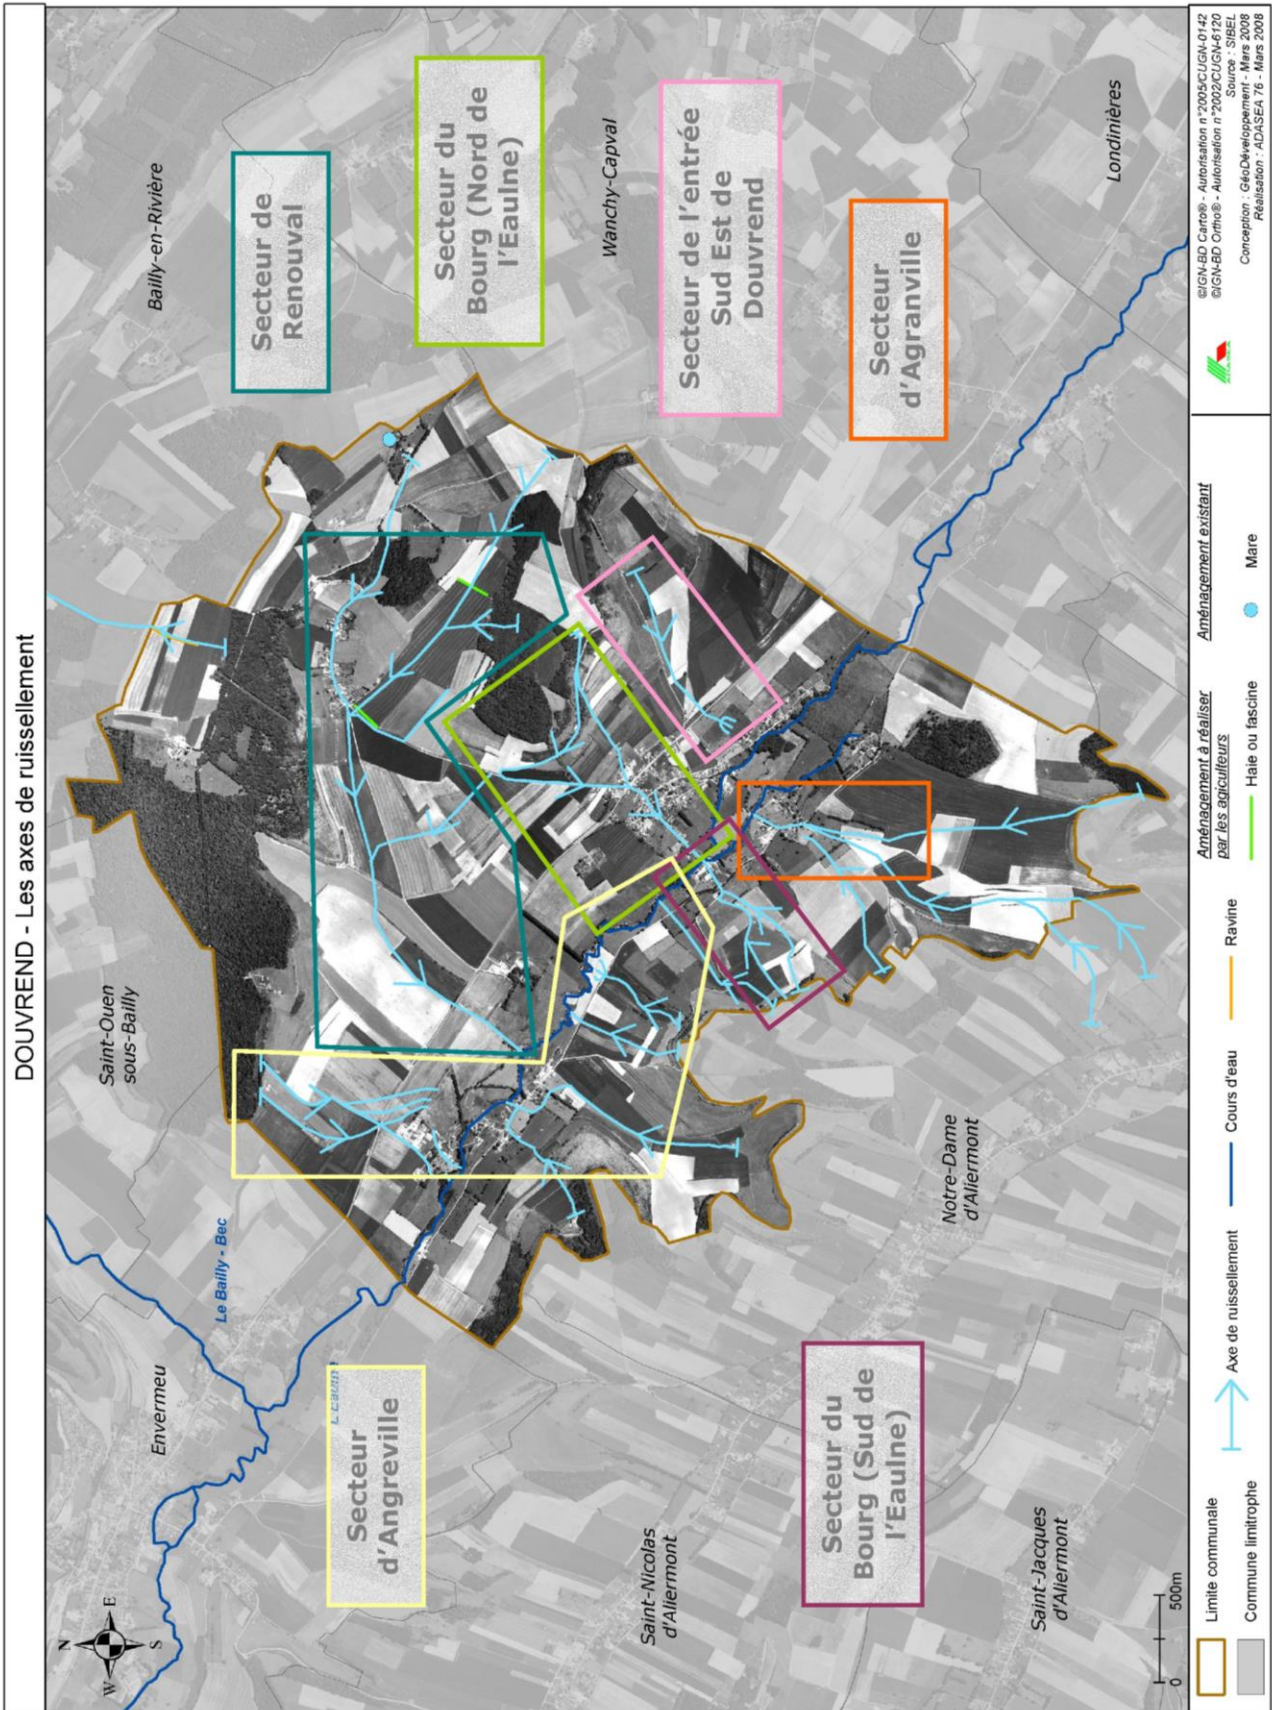 DOUVREND - Les axes de ruissellement
N
W
E
S
Envermeu
Le Bailly - Bec
Saint-Ouen
sous-Bailly
Bailly-en-Rivière
Secteur de
Renouval
Secteur du
Bourg (Nord de
l'Eaulne)
Wanchy-Capval
Secteur de l'entrée
Sud Est de
Douvrend
Secteur
d'Agranville
Londinières
Secteur
d'Angreville
Saint-Nicolas
d'Aliermont
Secteur du
Bourg (Sud de
l'Eaulne)
Notre-Dame
d'Aliermont
Saint-Jacques
d'Aliermont
0
500m
Limite communale
Commune limitrophe
Axe de ruissellement
Cours d'eau
Ravine
Aménagement à réaliser
par les agiculteurs
Haie ou fascine
Aménagement existant
Mare
©IGN-BD Carto® - Autorisation n°2005/CUGN-0142
©IGN-BD Ortho® - Autorisation n°2002/CUGN-6120
Source : SIBEL
Conception : GéoDéveloppement - Mars 2008
Réalisation : ADASEA 76 - Mars 2008